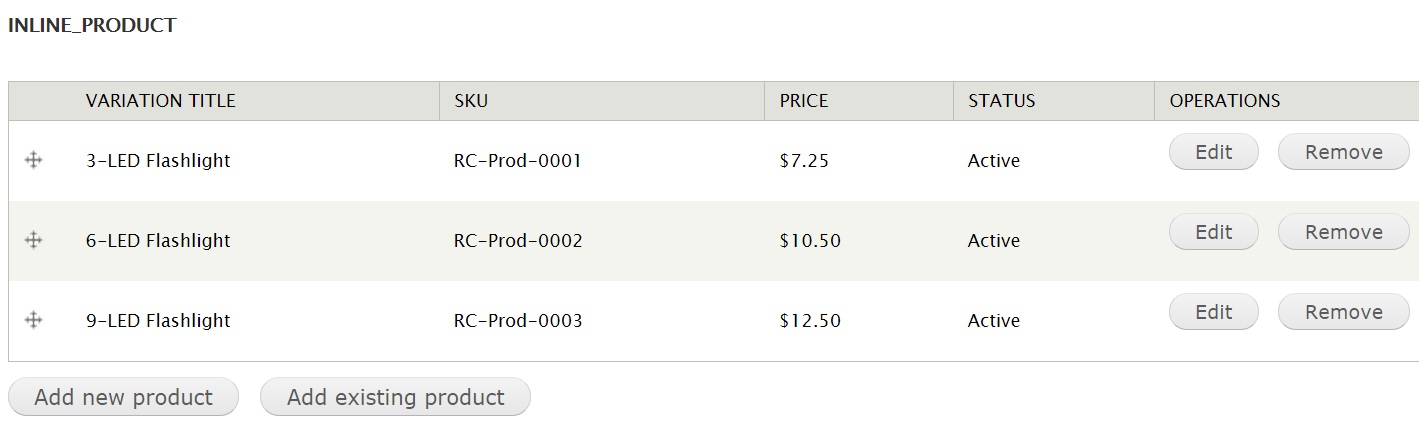 INLINE_PRODUCT
VARIATION TITLE SKU PRICE STATUS OPERATIONS
3-LED Flashlight RC-Prod-0001 $7.25 Active Edit Remove
6-LED Flashlight RC-Prod-0002 $10.50 Active Edit Remove
9-LED Flashlight RC-Prod-0003 $12.50 Active Edit Remove
Add new product Add existing product